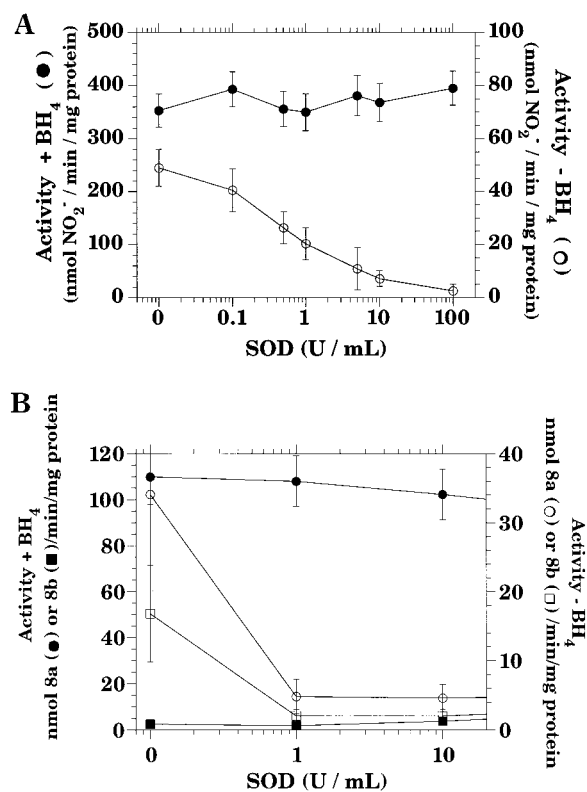 A
Activity + BH4 (●)
(nmol NO2- / min / mg protein)
500
400
300
200
100
0
100
80
60
40
20
0
Activity - BH4 (○)
(nmol NO2- / min / mg protein)
0 0.1 1 10 100
SOD (U / mL)
B
Activity + BH4
nmol 8a (●) or 8b (■)/min/mg protein
120
100
80
60
40
20
0
40
30
20
10
0
Activity - BH4
nmol 8a (○) or 8b (□) /min/mg protein
0 1 10
SOD (U / mL)